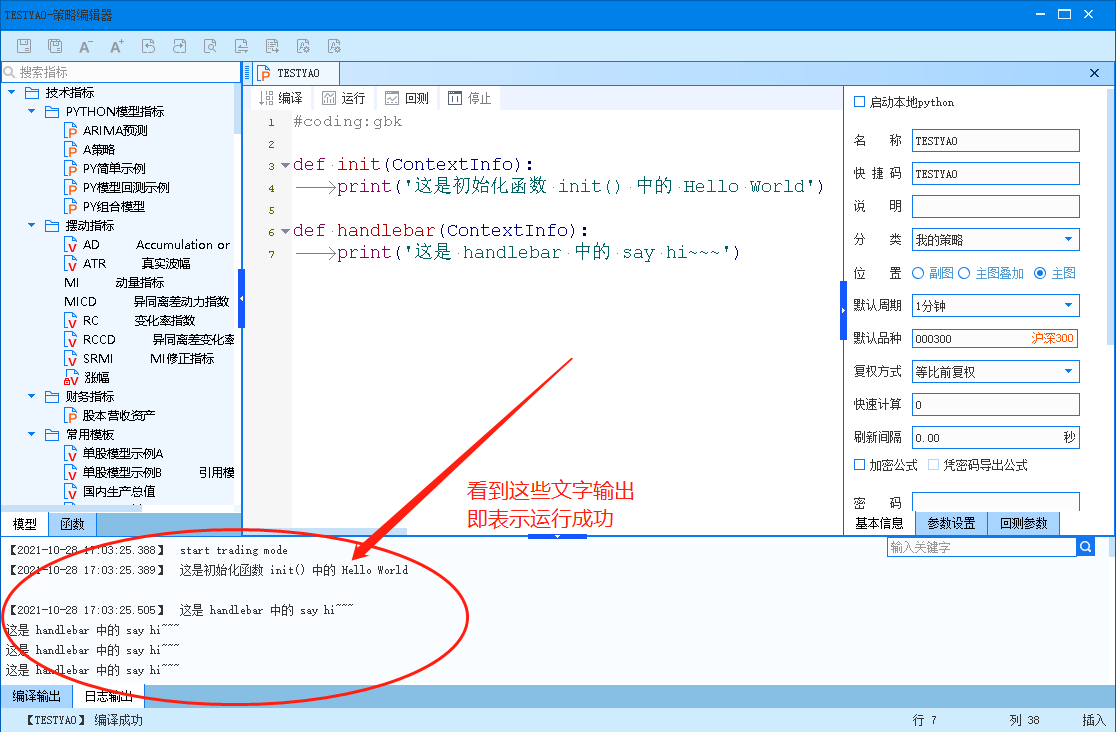 TESTYAO-策略编辑器
A⁻ A⁺
搜索指标
技术指标
PYTHON模型指标
ARIMA预测
A策略
PY简单示例
PY模型回测示例
PY组合模型
摆动指标
AD Accumulation or
ATR 真实波幅
MI 动量指标
MICD 异同离差动力指数
RC 变化率指数
RCCD 异同离差变化率
SRMI MI修正指标
涨幅
财务指标
股本营收资产
常用模板
单股模型示例A
单股模型示例B 引用模
国内生产总值
模型 函数
TESTYAO
编译 运行 回测 停止
1 #coding:gbk
2
3 def init(ContextInfo):
4 print('这是初始化函数 init() 中的 Hello World')
5
6 def handlebar(ContextInfo):
7 print('这是 handlebar 中的 say hi~~~')
看到这些文字输出
即表示运行成功
启动本地python
名 称 TESTYAO
快捷码 TESTYAO
说 明
分 类 我的策略
位 置 副图 主图叠加 主图
默认周期 1分钟
默认品种 000300 沪深300
复权方式 等比前复权
快速计算 0
刷新间隔 0.00 秒
加密公式 凭密码导出公式
密 码
基本信息 参数设置 回测参数
输入关键字
【2021-10-28 17:03:25.388】 start trading mode
【2021-10-28 17:03:25.389】 这是初始化函数 init() 中的 Hello World
【2021-10-28 17:03:25.505】 这是 handlebar 中的 say hi~~~
这是 handlebar 中的 say hi~~~
这是 handlebar 中的 say hi~~~
这是 handlebar 中的 say hi~~~
编译输出 日志输出
【TESTYAO】 编译成功 行 7 列 38 插入